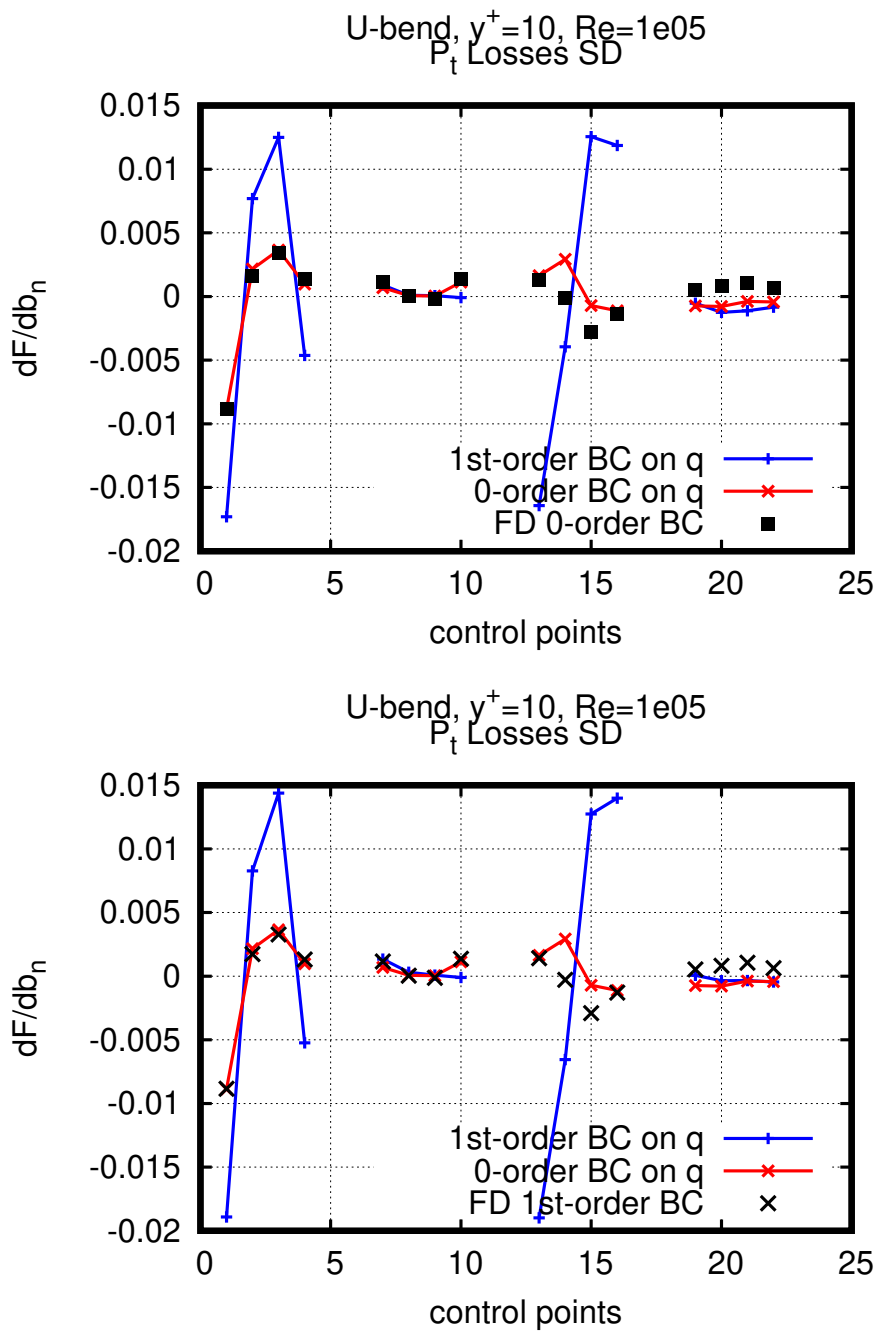 U-bend, y+=10, Re=1e05
Pt Losses SD
0.015
0.01
0.005
0
-0.005
-0.01
-0.015
-0.02
dF/dbn
1st-order BC on q
0-order BC on q
FD 0-order BC
0 5 10 15 20 25
control points
U-bend, y+=10, Re=1e05
Pt Losses SD
0.015
0.01
0.005
0
-0.005
-0.01
-0.015
-0.02
dF/dbn
1st-order BC on q
0-order BC on q
FD 1st-order BC
0 5 10 15 20 25
control points